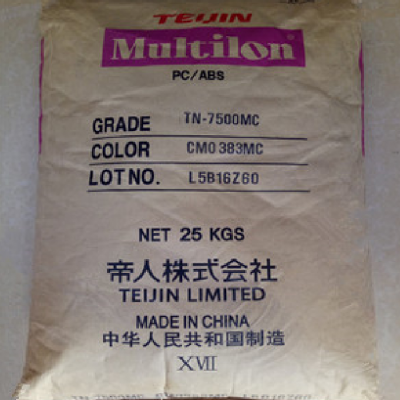 TEIJIN
Multilon®
PC/ABS
GRADE TN-7500MC
COLOR CM0383MC
LOT NO. L5B16Z60
NET 25 KGS
帝人株式会社
TEIJIN LIMITED
MADE IN CHINA
中华人民共和国制造
XVII